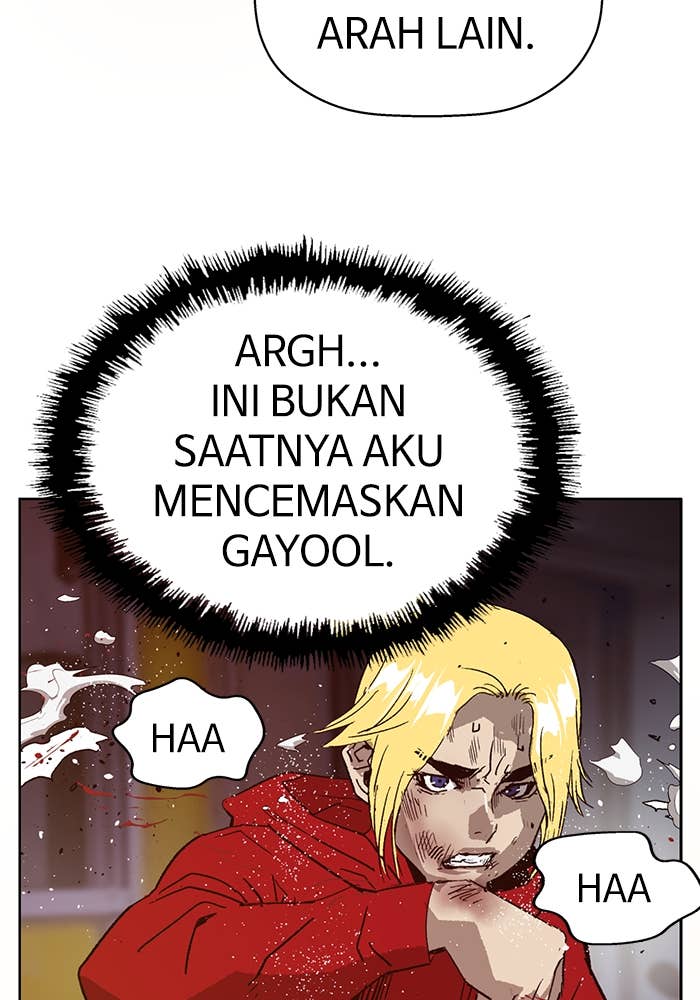 ARAH LAIN.
ARGH...
INI BUKAN
SAATNYA AKU
MENCEMASKAN
GAYOOL.
HAA
HAA